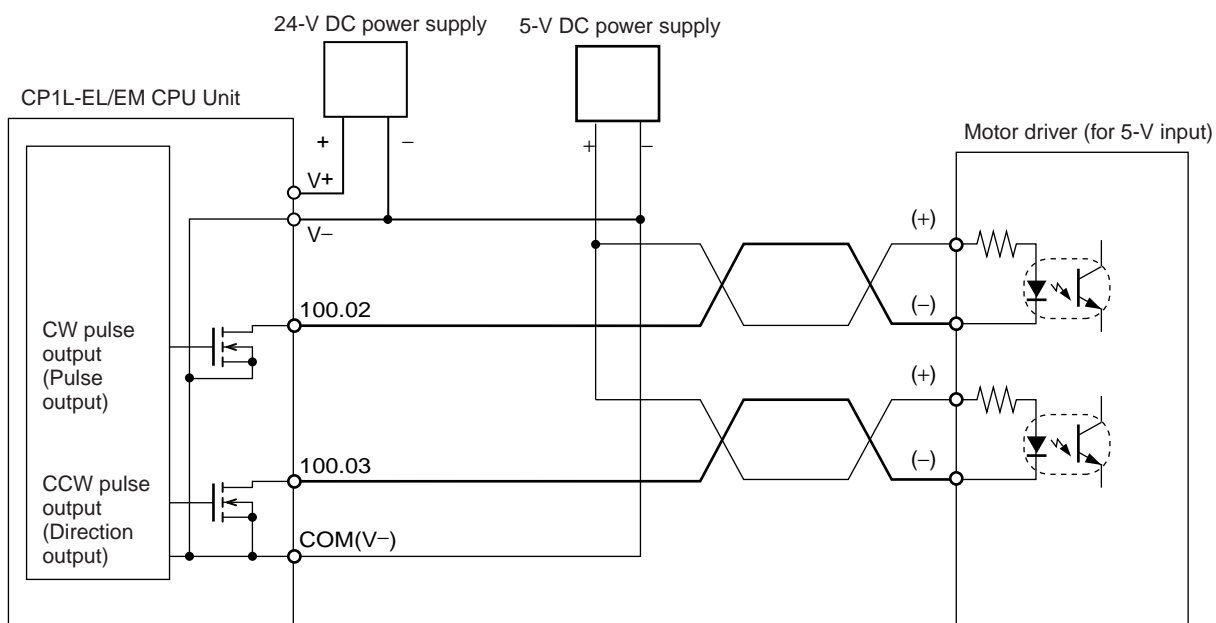 24-V DC power supply
5-V DC power supply
CP1L-EL/EM CPU Unit
Motor driver (for 5-V input)
+
−
+
−
V+
V−
(+)
(−)
100.02
CW pulse
output
(Pulse
output)
(+)
(−)
100.03
CCW pulse
output
(Direction
output)
COM(V−)